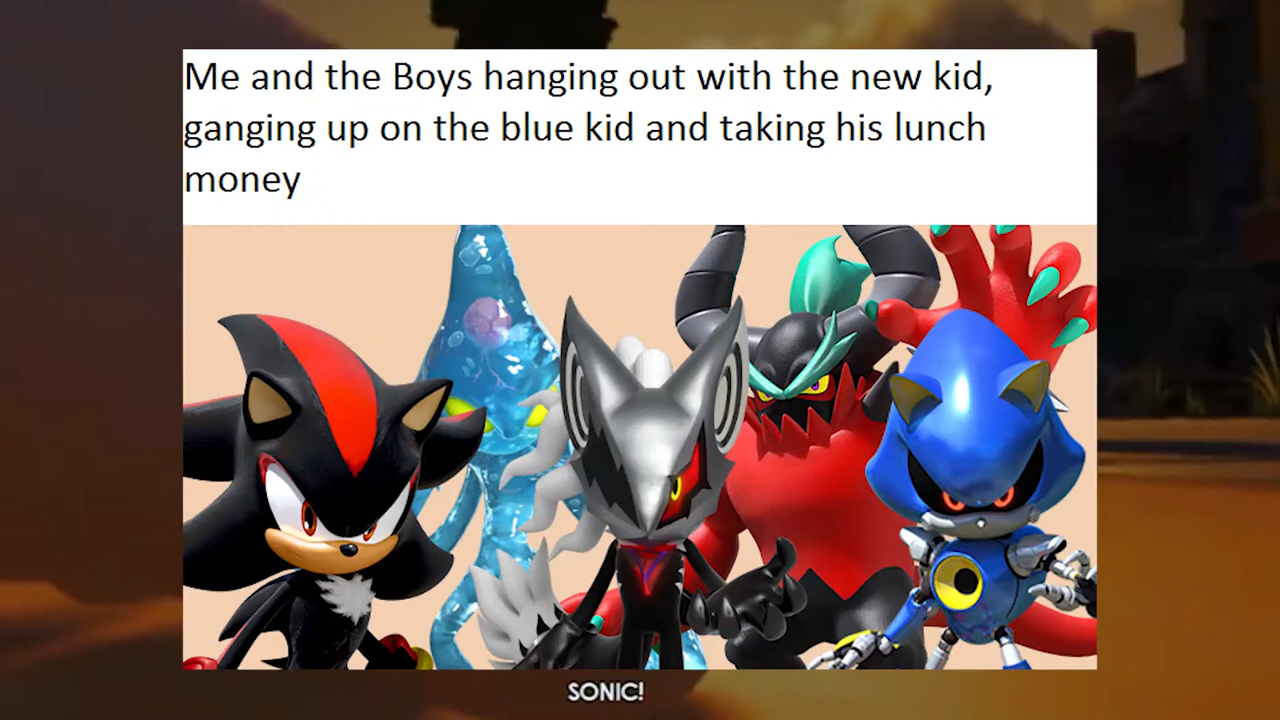 Me and the Boys hanging out with the new kid,
ganging up on the blue kid and taking his lunch
money
SONIC!